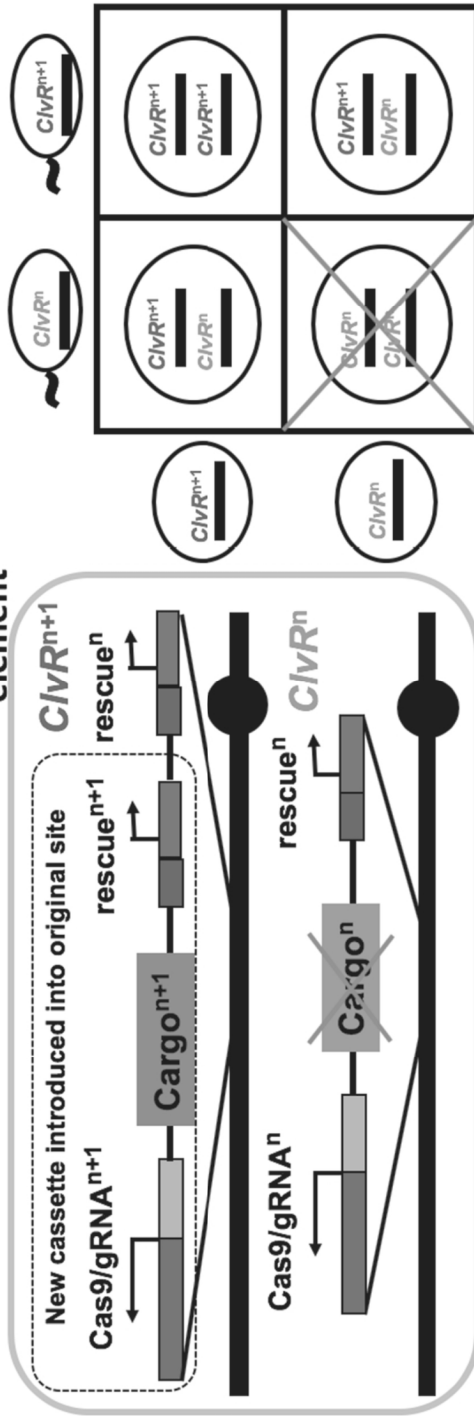 element
New cassette introduced into original site
ClvRⁿ⁺¹
Cas9/gRNAⁿ⁺¹
Cargoⁿ⁺¹
rescueⁿ⁺¹
rescueⁿ
ClvRⁿ
Cas9/gRNAⁿ
Cargoⁿ
rescueⁿ
ClvRⁿ
ClvRⁿ⁺¹
ClvRⁿ⁺¹
ClvRⁿ⁺¹
ClvRⁿ
ClvRⁿ⁺¹
ClvRⁿ⁺¹
ClvRⁿ
ClvRⁿ
ClvRⁿ
ClvRⁿ⁺¹
ClvRⁿ